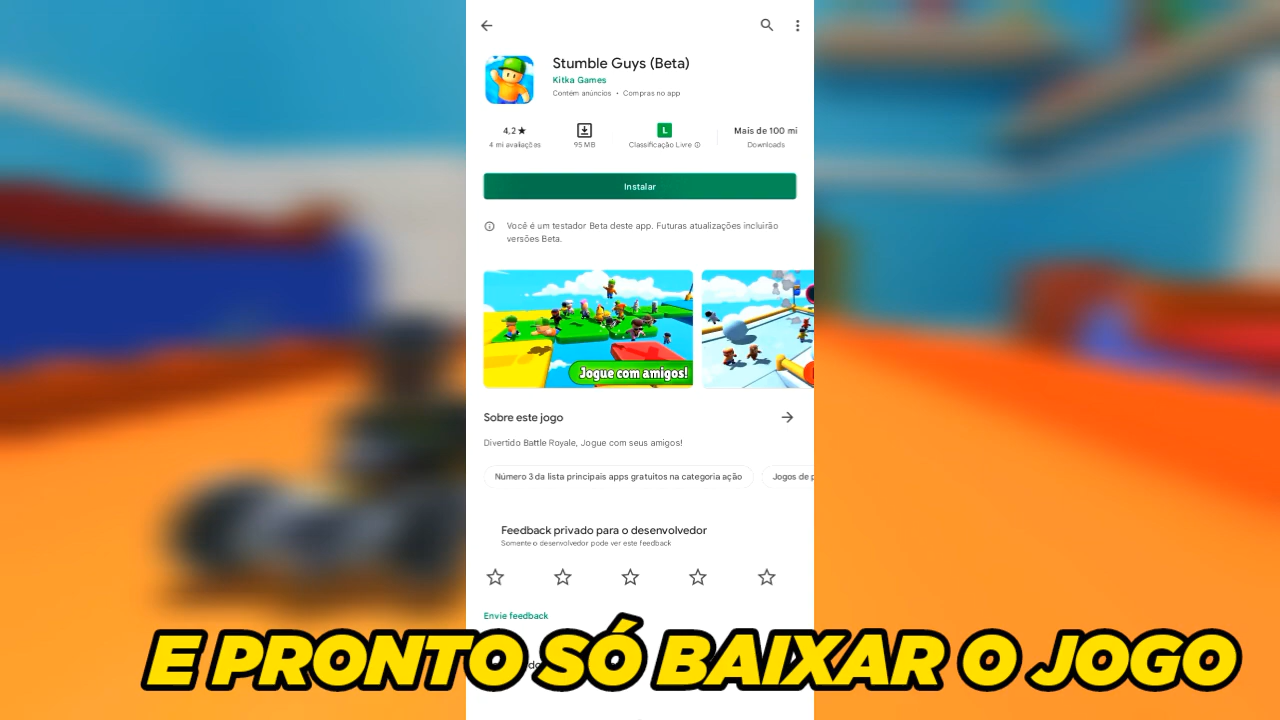 Stumble Guys (Beta)
Kitka Games
Contém anúncios • Compras no app
4,2★
4 mi avaliações
95 MB
L
Classificação Livre
Mais de 100 mi
Downloads
Instalar
Você é um testador Beta deste app. Futuras atualizações incluirão
versões Beta.
Jogue com amigos!
Sobre este jogo
Divertido Battle Royale, Jogue com seus amigos!
Número 3 da lista principais apps gratuitos na categoria ação
Jogos de p
Feedback privado para o desenvolvedor
Somente o desenvolvedor pode ver este feedback
Envie feedback
E PRONTO SÓ BAIXAR O JOGO